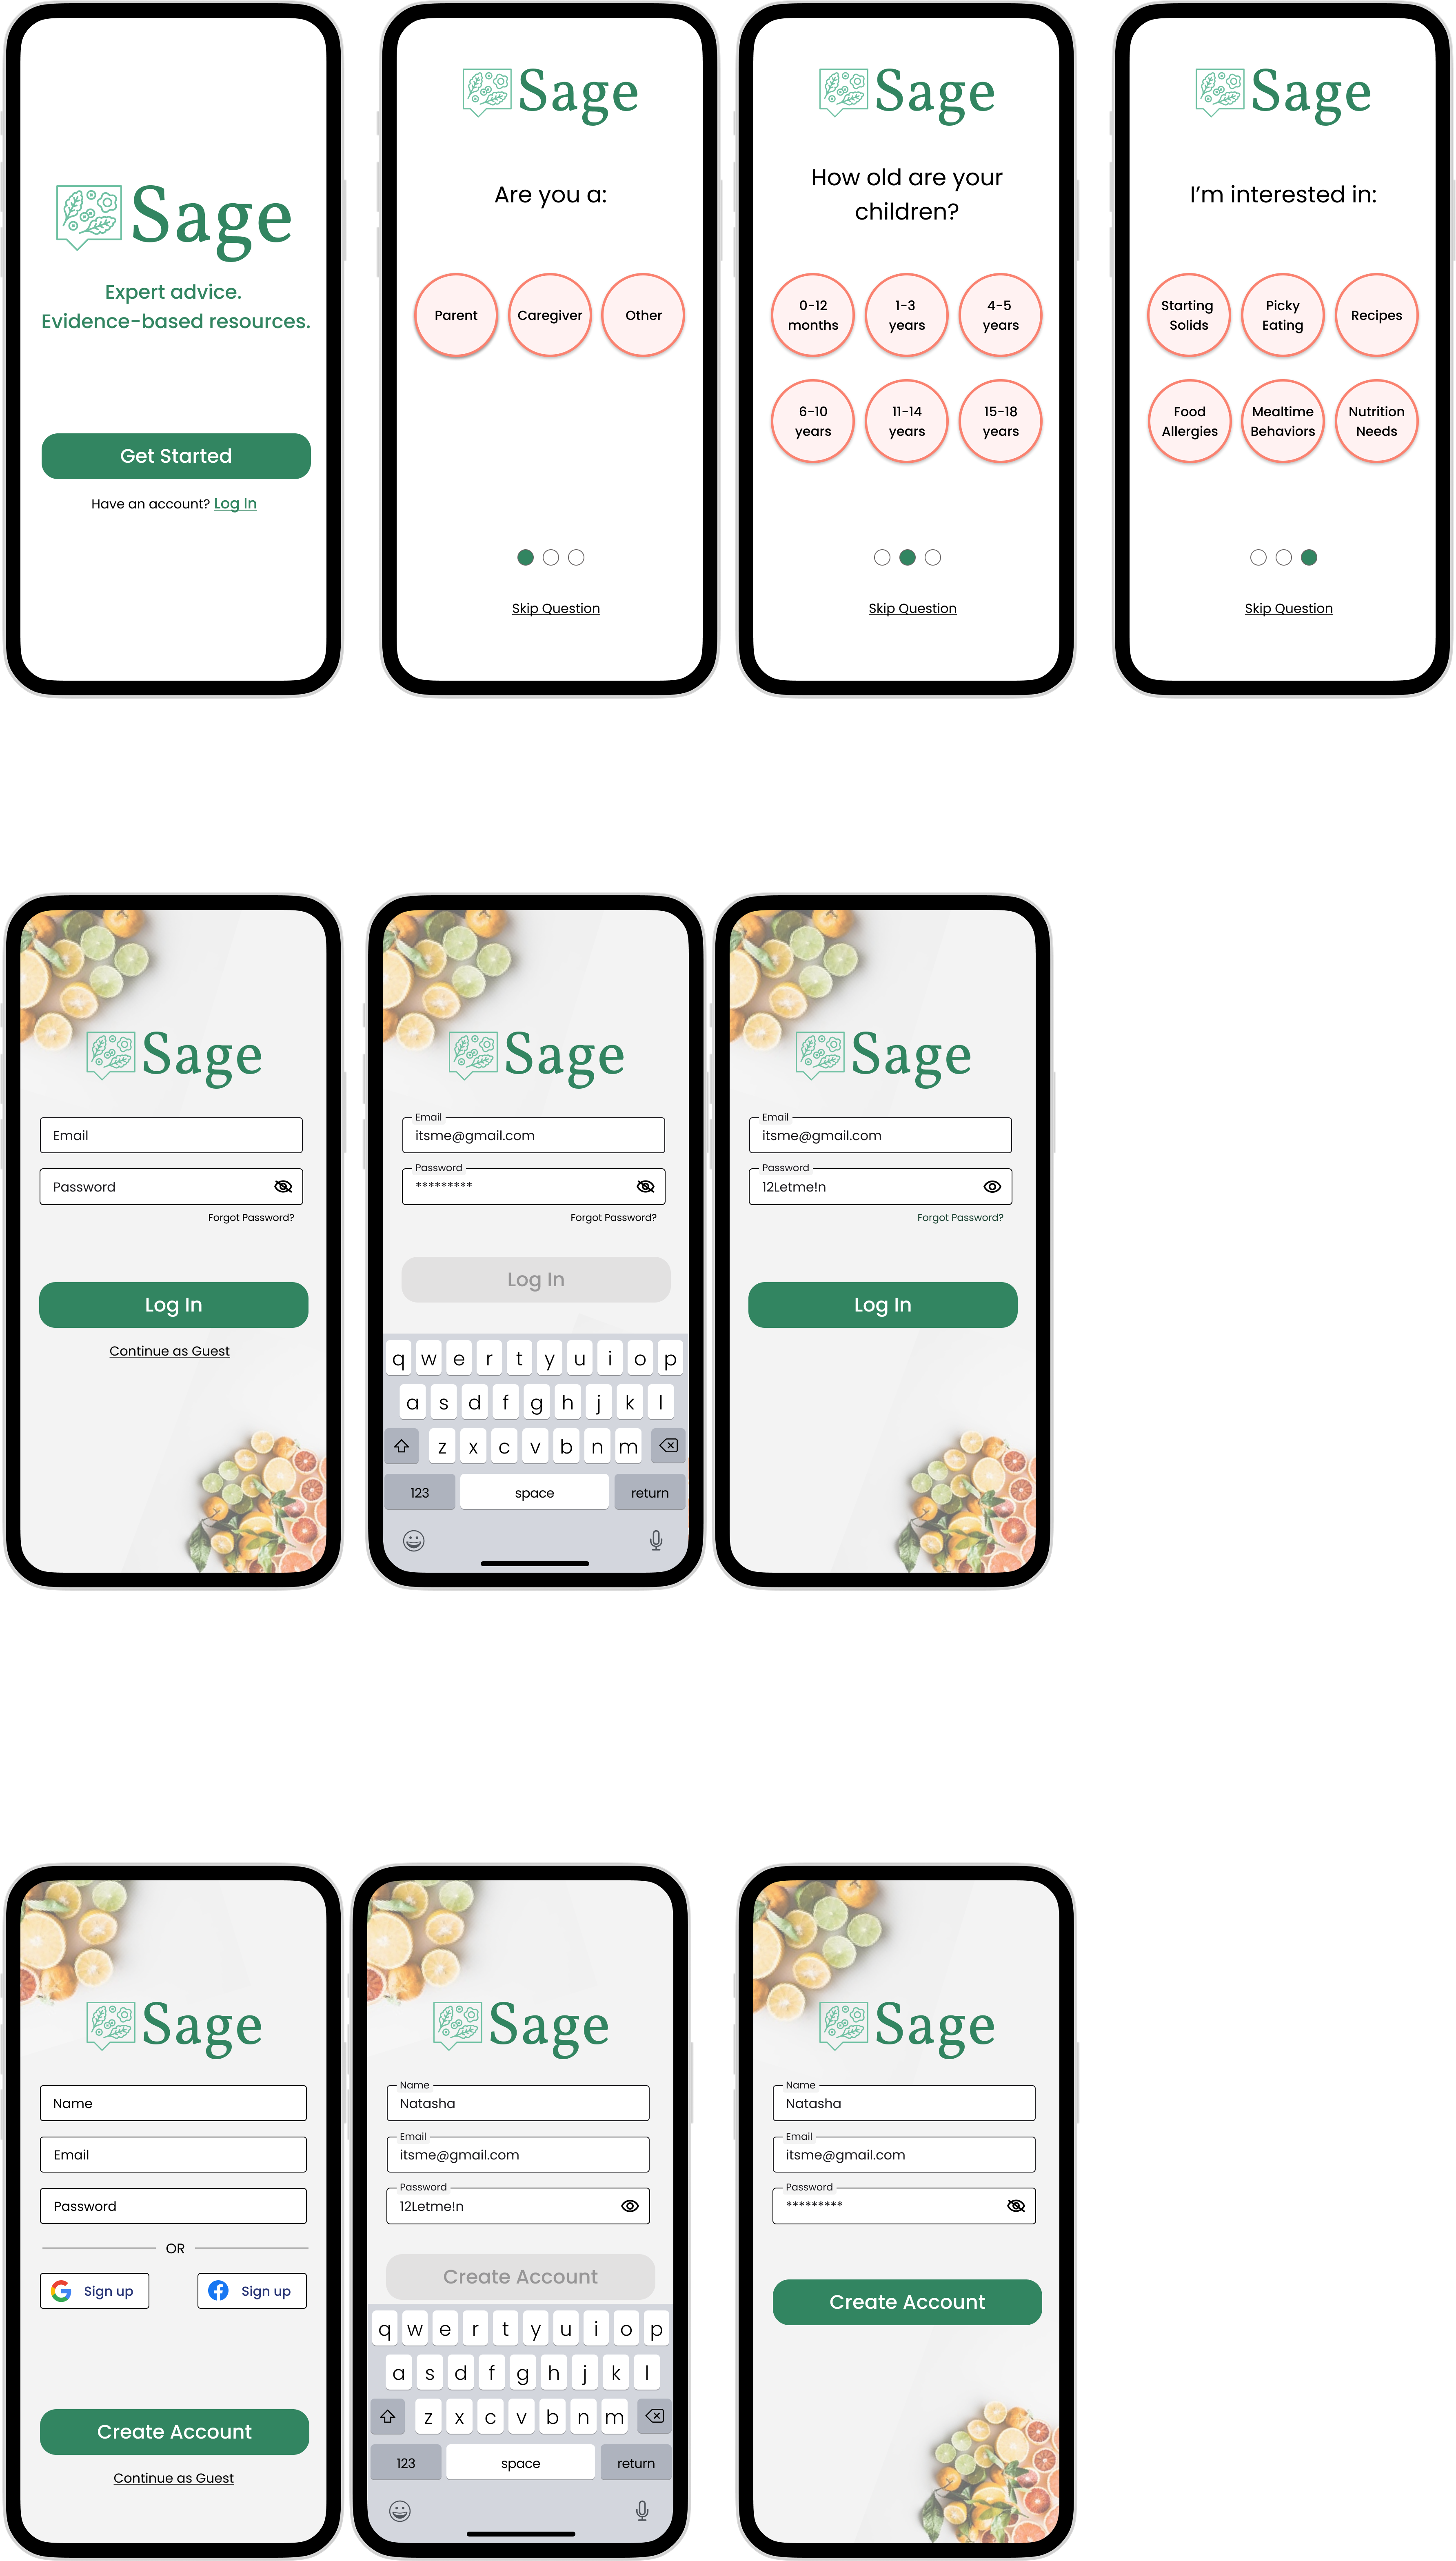 Sage
Expert advice.
Evidence-based resources.
Get Started
Have an account? Log In
Sage
Are you a:
Parent
Caregiver
Other
Skip Question
Sage
How old are your
children?
0-12
months
1-3
years
4-5
years
6-10
years
11-14
years
15-18
years
Skip Question
Sage
I'm interested in:
Starting
Solids
Picky
Eating
Recipes
Food
Allergies
Mealtime
Behaviors
Nutrition
Needs
Skip Question
Sage
Email
Password
Forgot Password?
Log In
Continue as Guest
Sage
Email
itsme@gmail.com
Password
*********
Forgot Password?
Log In
q w e r t y u i o p
a s d f g h j k l
z x c v b n m
123 space return
Sage
Email
itsme@gmail.com
Password
12Letme!n
Forgot Password?
Log In
Sage
Name
Email
Password
OR
Sign up
Sign up
Create Account
Continue as Guest
Sage
Name
Natasha
Email
itsme@gmail.com
Password
12Letme!n
Create Account
q w e r t y u i o p
a s d f g h j k l
z x c v b n m
123 space return
Sage
Name
Natasha
Email
itsme@gmail.com
Password
*********
Create Account